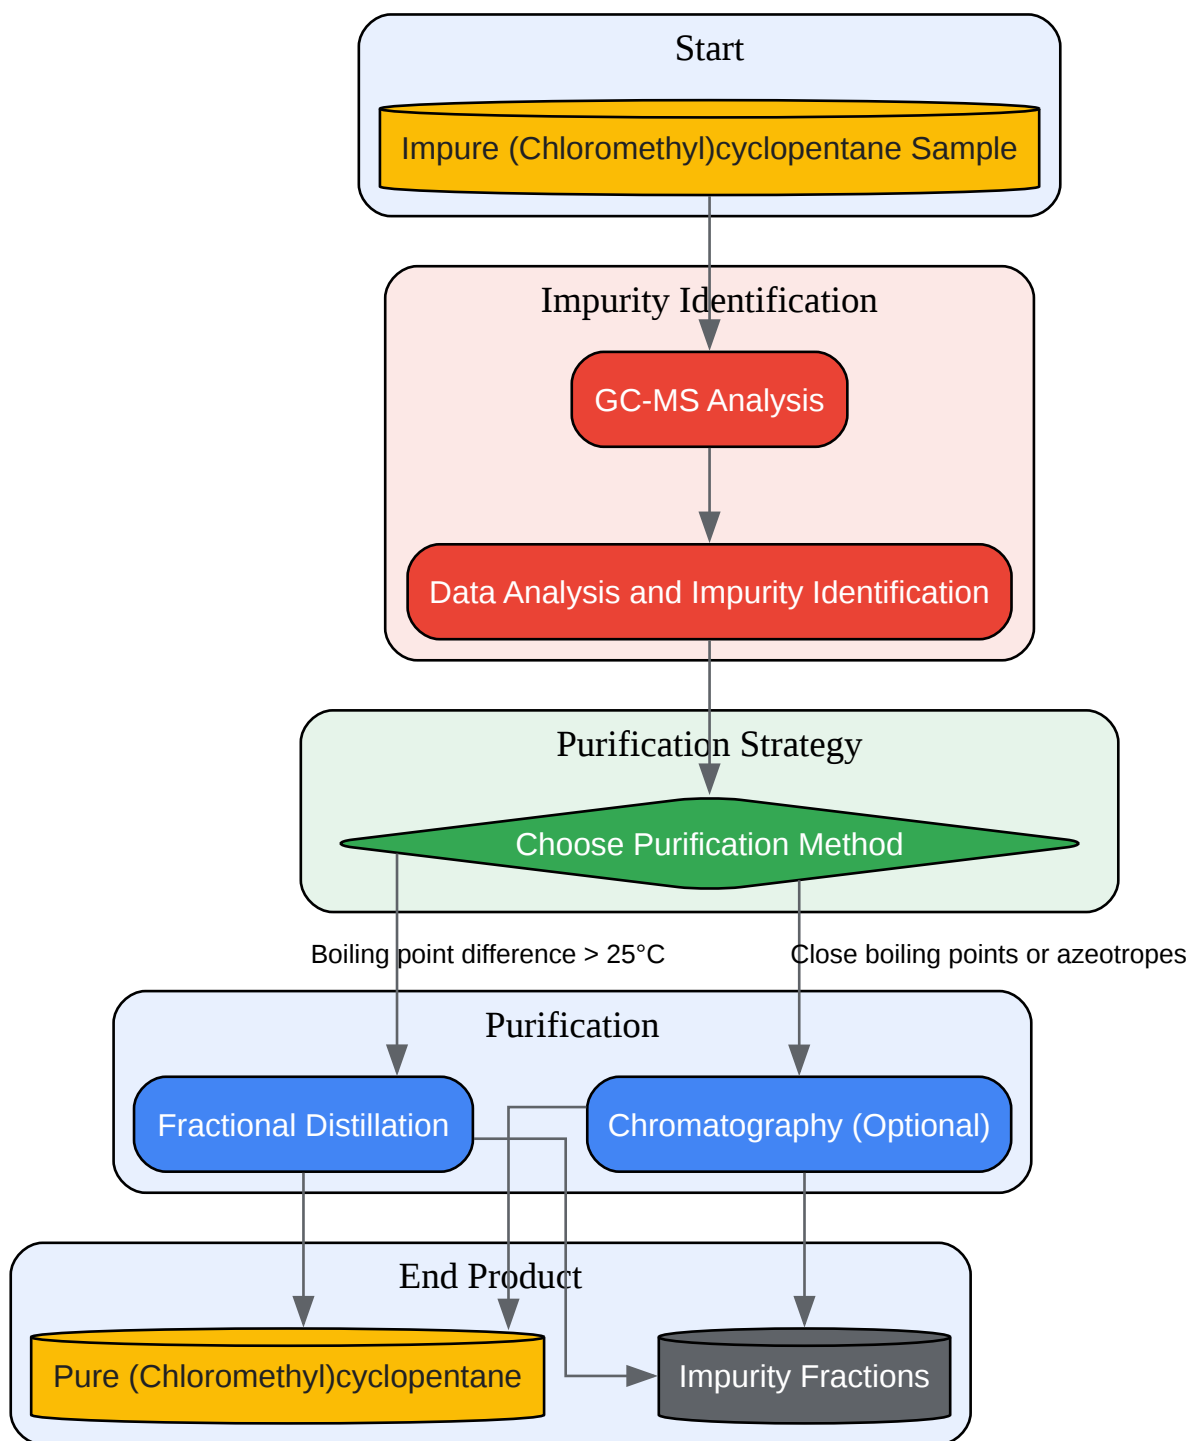 Start
Impure (Chloromethyl)cyclopentane Sample
Impurity Identification
GC-MS Analysis
Data Analysis and Impurity Identification
Purification Strategy
Choose Purification Method
Boiling point difference > 25°C
Close boiling points or azeotropes
Purification
Fractional Distillation
Chromatography (Optional)
End Product
Pure (Chloromethyl)cyclopentane
Impurity Fractions